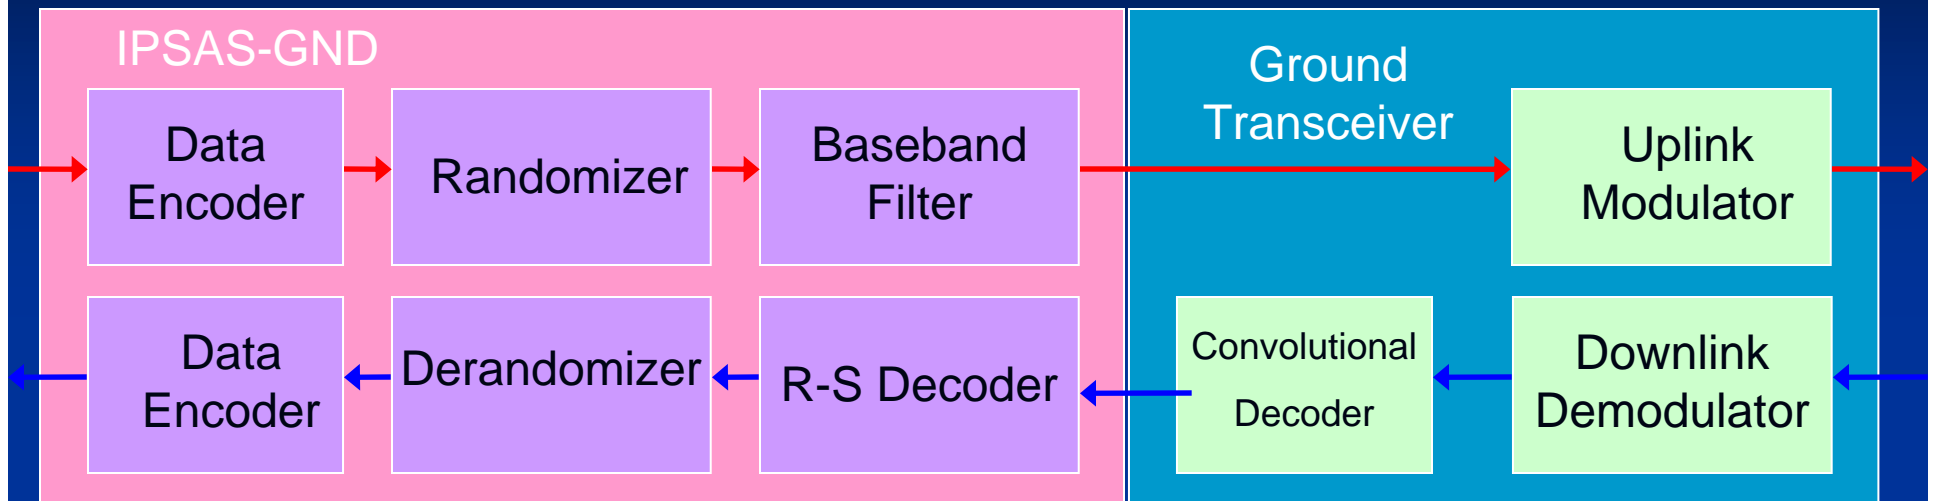 IPSAS-GND
Ground
Transceiver
Data
Encoder
Randomizer
Baseband
Filter
Uplink
Modulator
Data
Encoder
Derandomizer
R-S Decoder
Convolutional
Decoder
Downlink
Demodulator